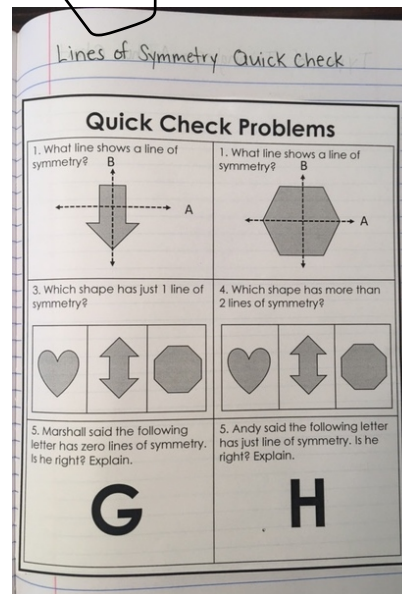 Lines of Symmetry Quick Check
Quick Check Problems
1. What line shows a line of
symmetry?
B
A
1. What line shows a line of
symmetry?
B
A
3. Which shape has just 1 line of
symmetry?
4. Which shape has more than
2 lines of symmetry?
5. Marshall said the following
letter has zero lines of symmetry.
Is he right? Explain.
G
5. Andy said the following letter
has just line of symmetry. Is he
right? Explain.
H